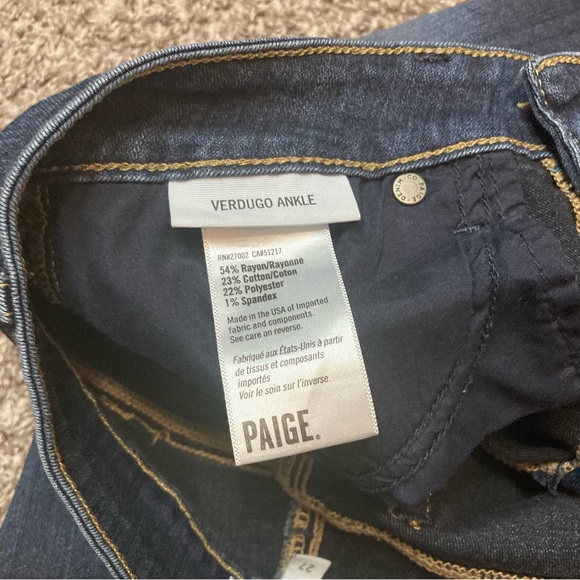 VERDUGO ANKLE
RN#27002 CA#51217
54% Rayon/Rayonne
23% Cotton/Coton
22% Polyester
1% Spandex
Made in the USA of Imported
fabric and components.
See care on reverse.
Fabriqué aux États-Unis à partir
de tissus et composants
importés
Voir le soin sur l'inverse.
PAIGE.
27